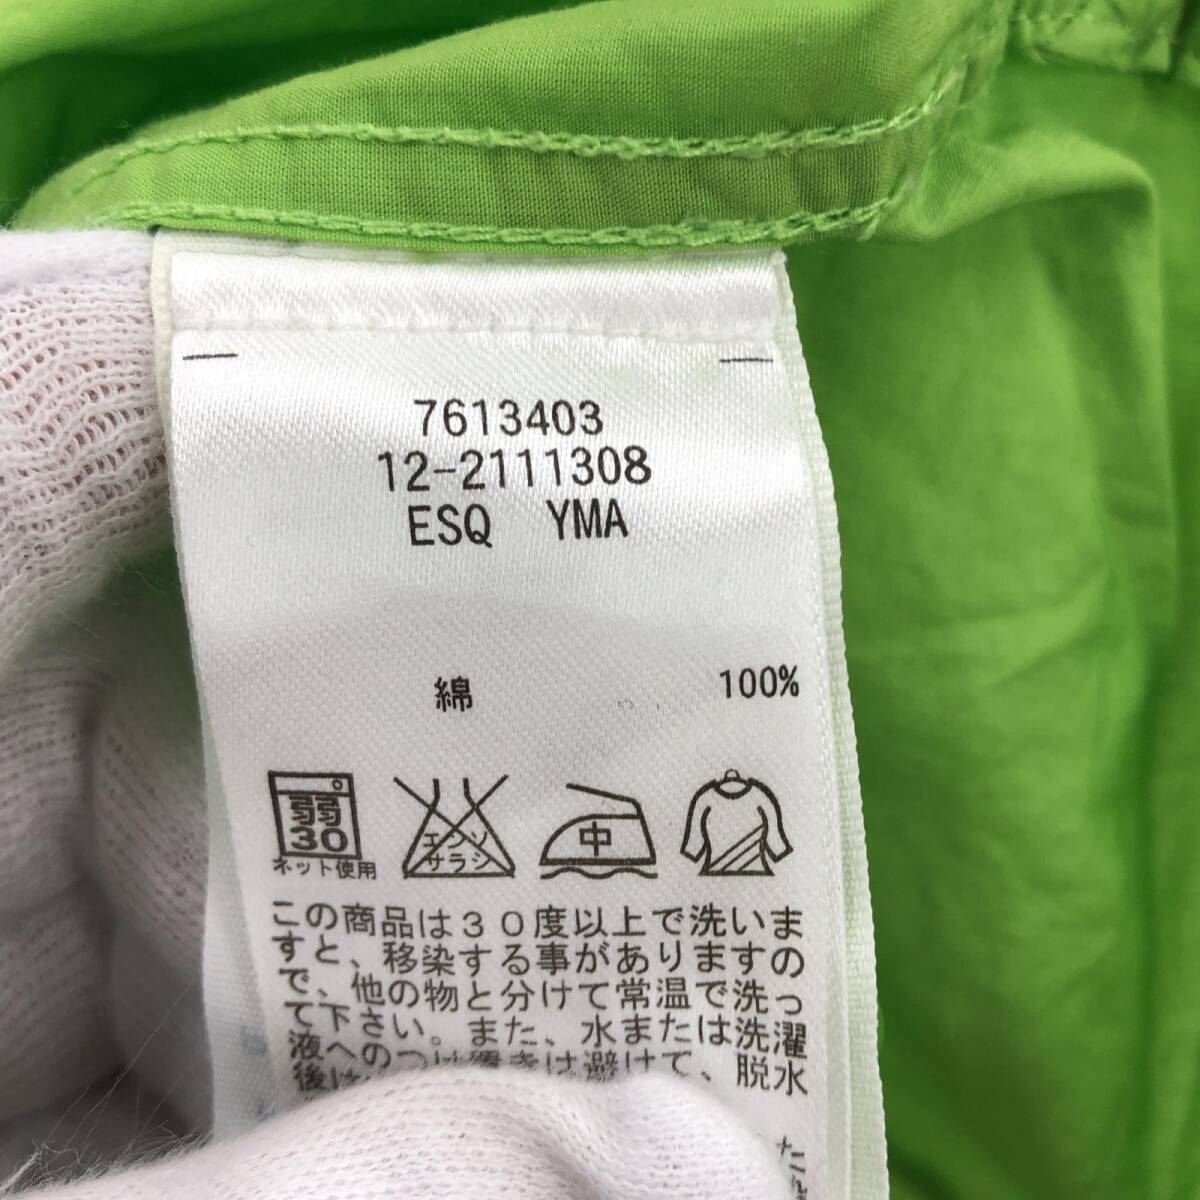 7613403
12-2111308
ESQ YMA
綿 100%
弱
30
ネット使用
エンソ
サラシ
中
この商品は30度以上で洗いま
すと、移染する事がありますの
で、他の物と分けて常温で洗っ
て下さい。また、水または洗濯
液へのつけ置きは避けて、脱水
後は
た